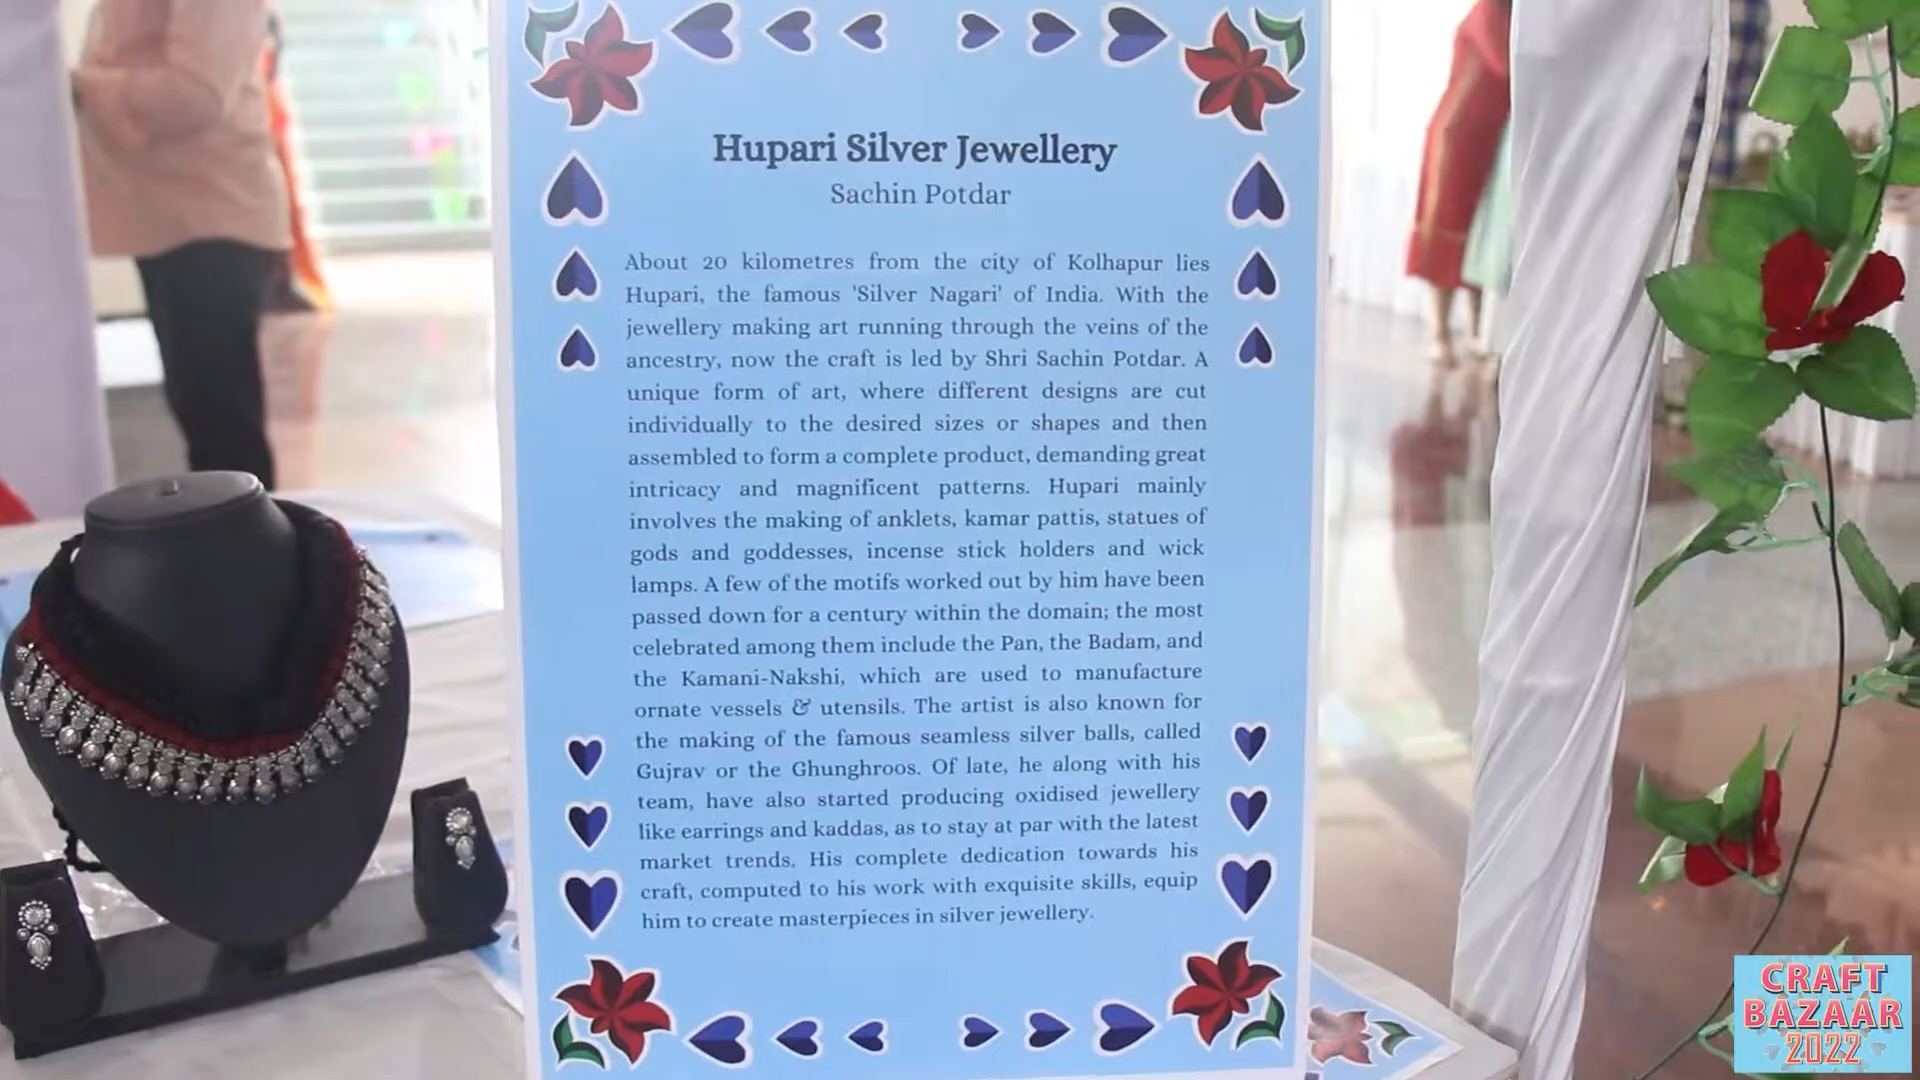 Hupari Silver Jewellery
Sachin Potdar
About 20 kilometres from the city of Kolhapur lies
Hupari, the famous 'Silver Nagari' of India. With the
jewellery making art running through the veins of the
ancestry, now the craft is led by Shri Sachin Potdar. A
unique form of art, where different designs are cut
individually to the desired sizes or shapes and then
assembled to form a complete product, demanding great
intricacy and magnificent patterns. Hupari mainly
involves the making of anklets, kamar pattis, statues of
gods and goddesses, incense stick holders and wick
lamps. A few of the motifs worked out by him have been
passed down for a century within the domain; the most
celebrated among them include the Pan, the Badam, and
the Kamani-Nakshi, which are used to manufacture
ornate vessels & utensils. The artist is also known for
the making of the famous seamless silver balls, called
Gujrav or the Ghunghroos. Of late, he along with his
team, have also started producing oxidised jewellery
like earrings and kaddas, as to stay at par with the latest
market trends. His complete dedication towards his
craft, computed to his work with exquisite skills, equip
him to create masterpieces in silver jewellery.
CRAFT
BAZAAR
2022